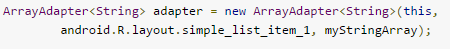 ArrayAdapter<String> adapter = new ArrayAdapter<String>(this,
        android.R.layout.simple_list_item_1, myStringArray);